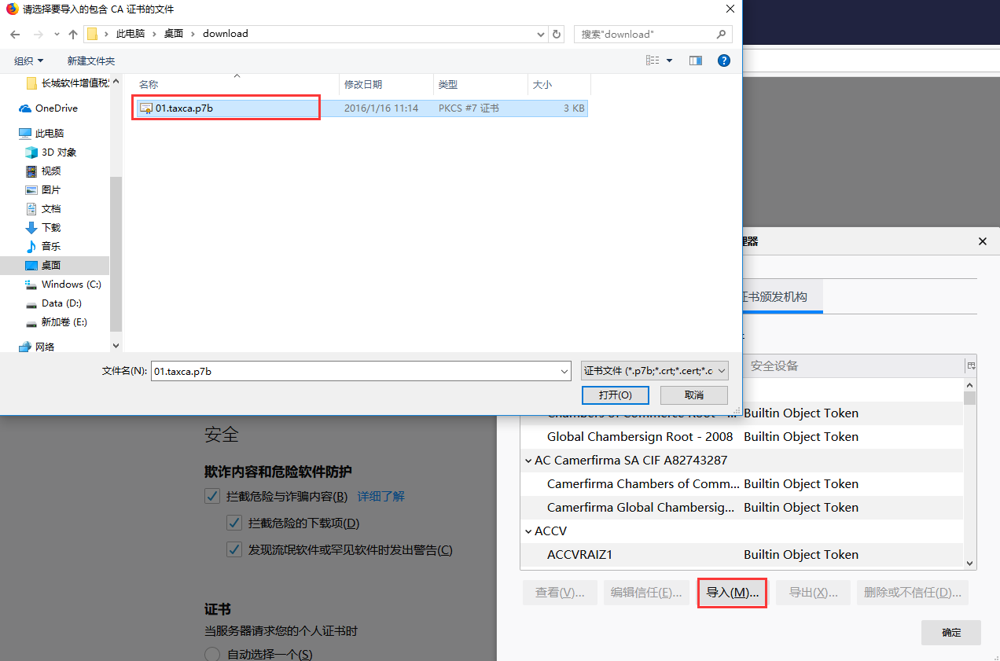 请选择要导入的包含 CA 证书的文件
此电脑 桌面 download
搜索"download"
组织 新建文件夹
长城软件增值税
OneDrive
此电脑
3D 对象
视频
图片
文档
下载
音乐
桌面
Windows (C:)
Data (D:)
新加卷 (E:)
网络
名称 修改日期 类型 大小
01.taxca.p7b 2016/1/16 11:14 PKCS #7 证书 3 KB
文件名(N): 01.taxca.p7b 证书文件 (*.p7b;*.crt;*.cert;*.c
打开(O) 取消
理器
证书颁发机构
安全设备
Chambers of Commerce Root - ... Builtin Object Token
Global Chambersign Root - 2008 Builtin Object Token
AC Camerfirma SA CIF A82743287
Camerfirma Chambers of Comm... Builtin Object Token
Camerfirma Global Chambersig... Builtin Object Token
ACCV
ACCVRAIZ1 Builtin Object Token
查看(V)... 编辑信任(E)... 导入(M)... 导出(X)... 删除或不信任(D)...
确定
安全
欺诈内容和危险软件防护
拦截危险与诈骗内容(B) 详细了解
拦截危险的下载项(D)
发现流氓软件或罕见软件时发出警告(C)
证书
当服务器请求您的个人证书时
自动选择一个(S)